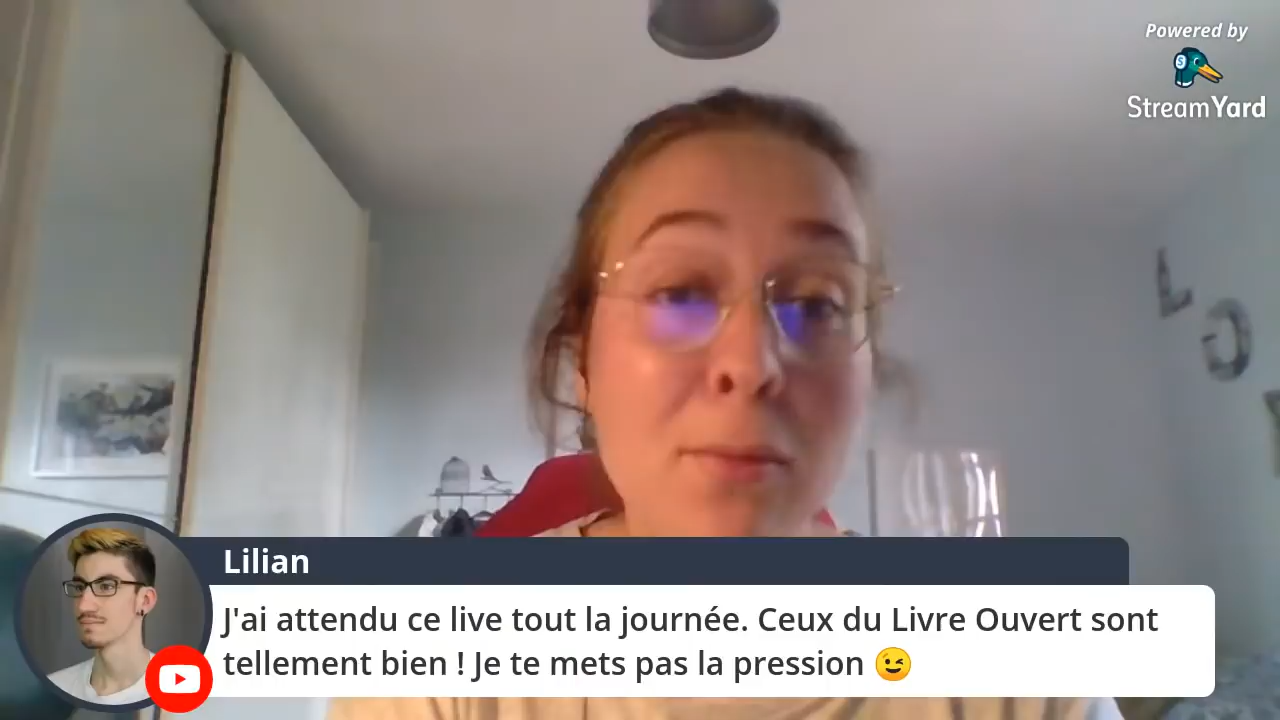 Powered by
StreamYard
L
Lilian
J'ai attendu ce live tout la journée. Ceux du Livre Ouvert sont
tellement bien ! Je te mets pas la pression 😉